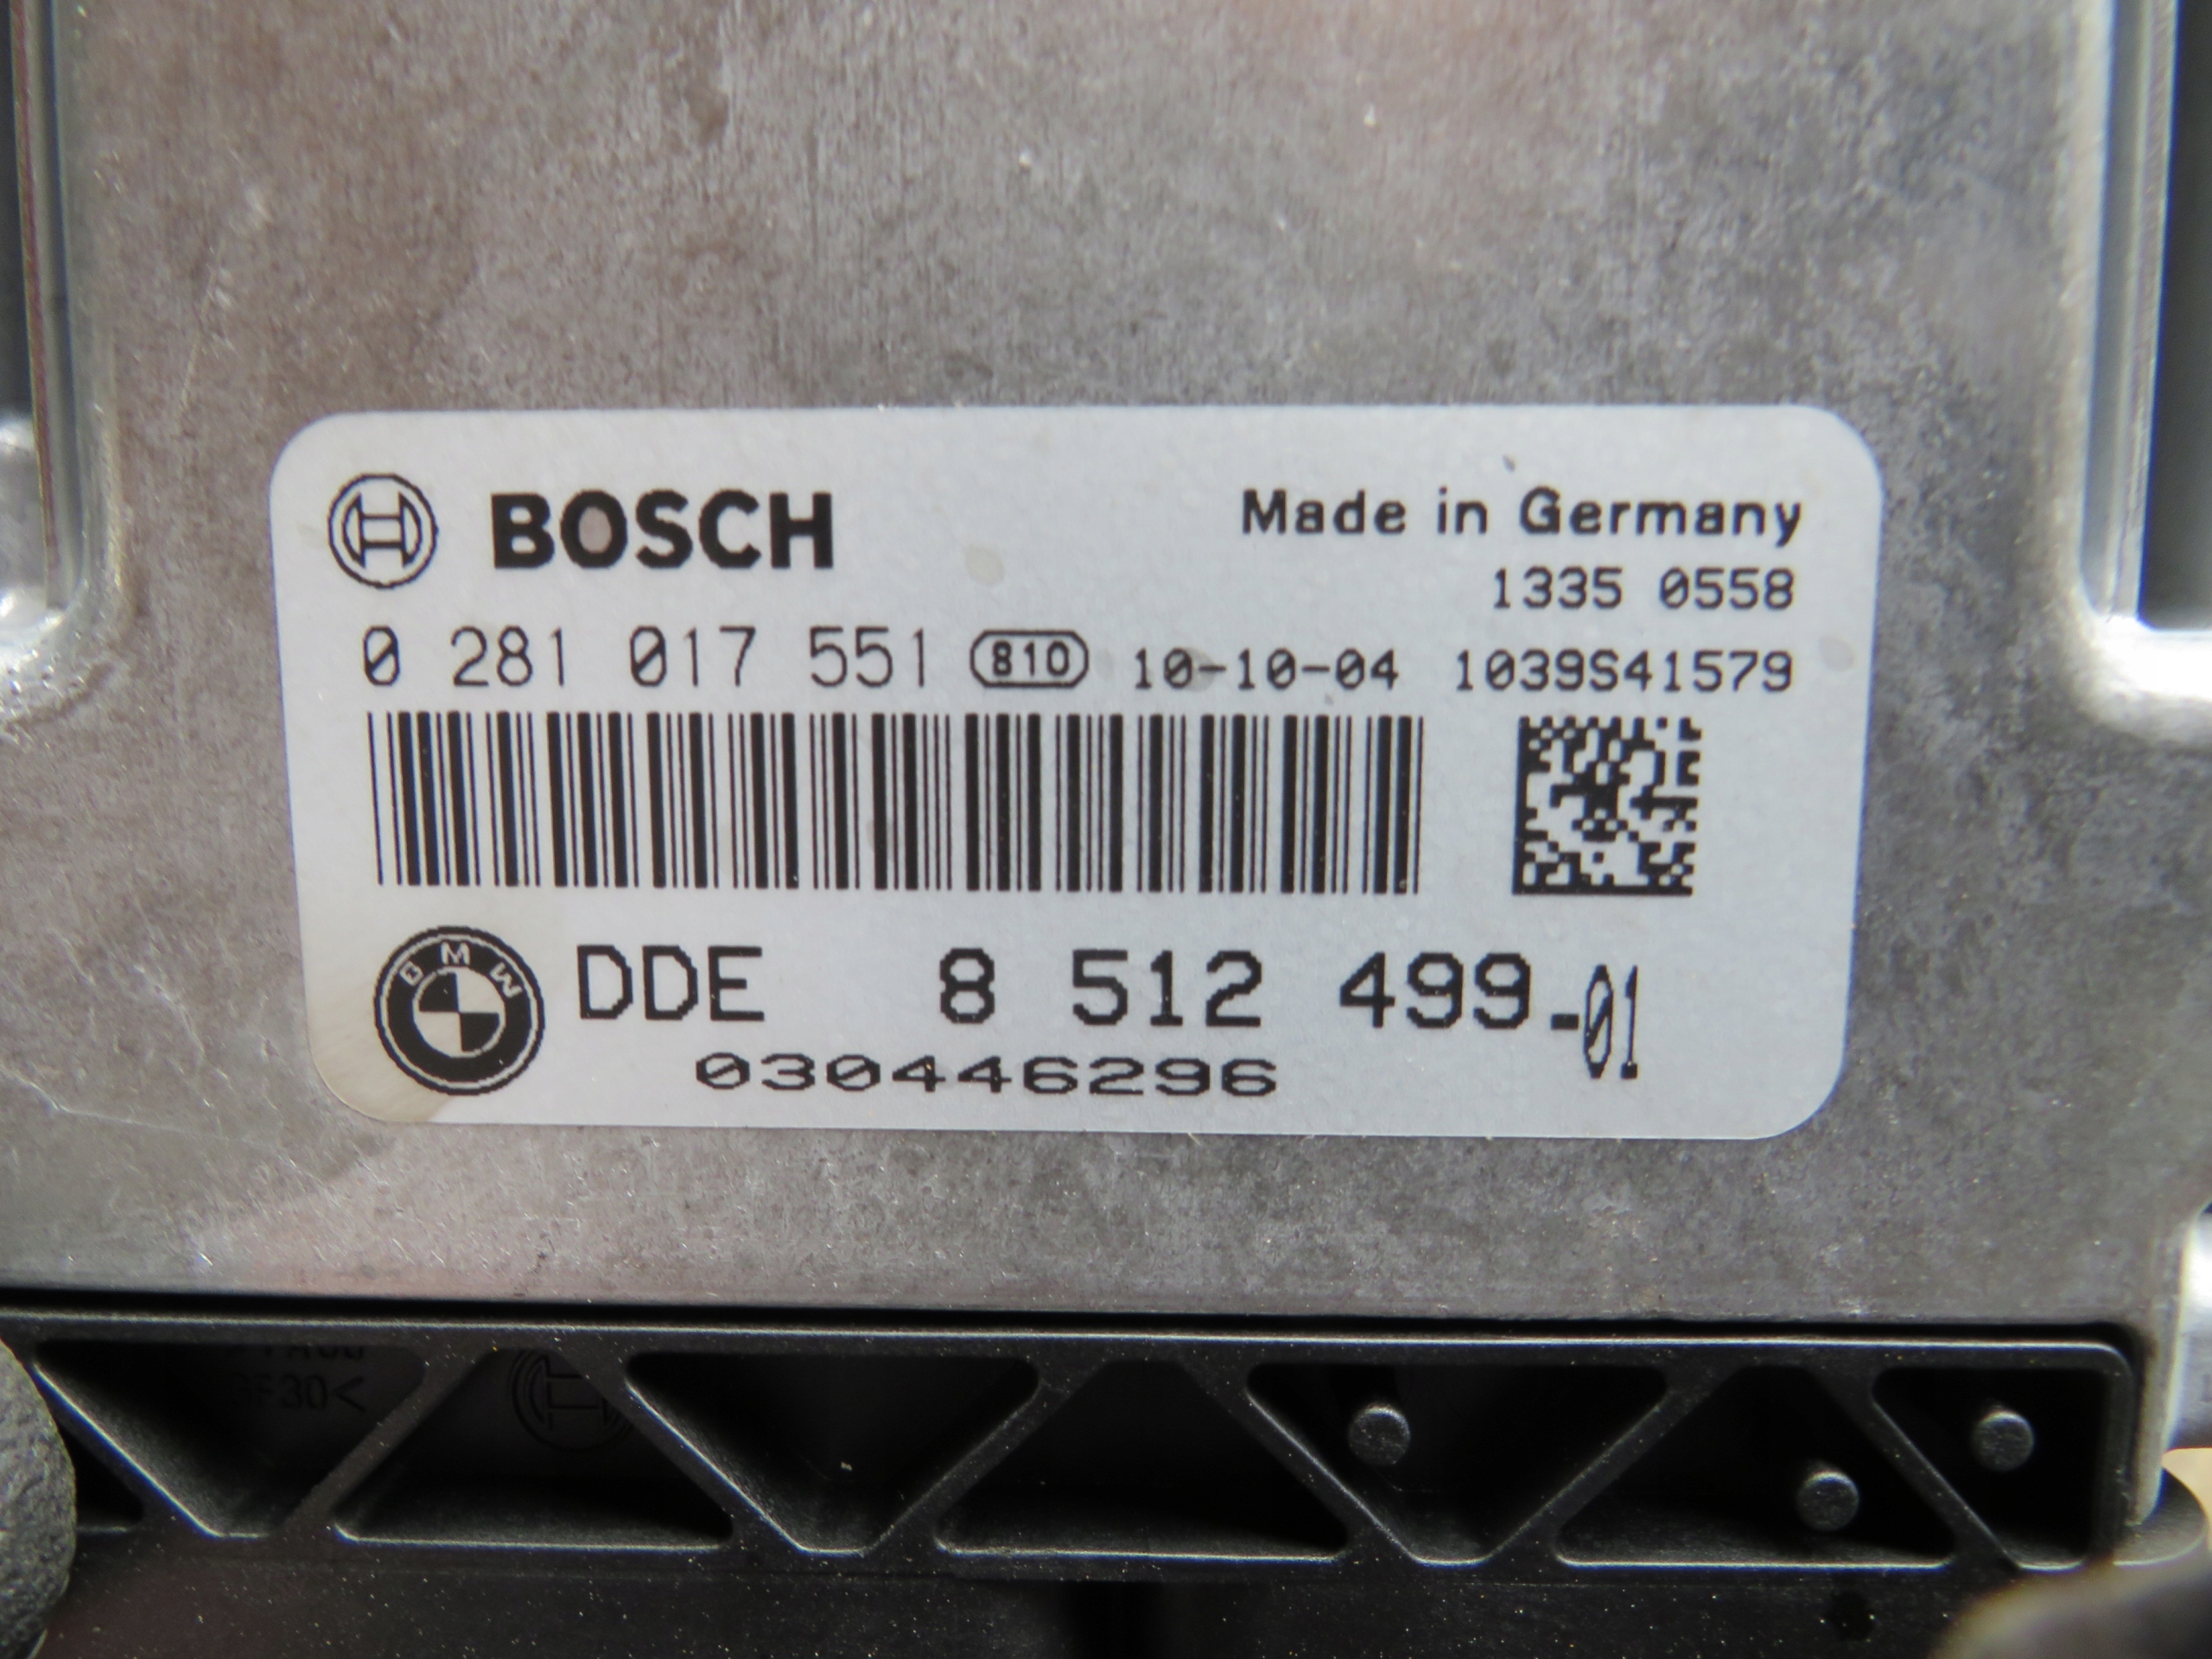 BOSCH
Made in Germany
1335 0558
0 281 017 551 810 10-10-04 1039S41579
BMW
DDE 8 512 499-01
030446296